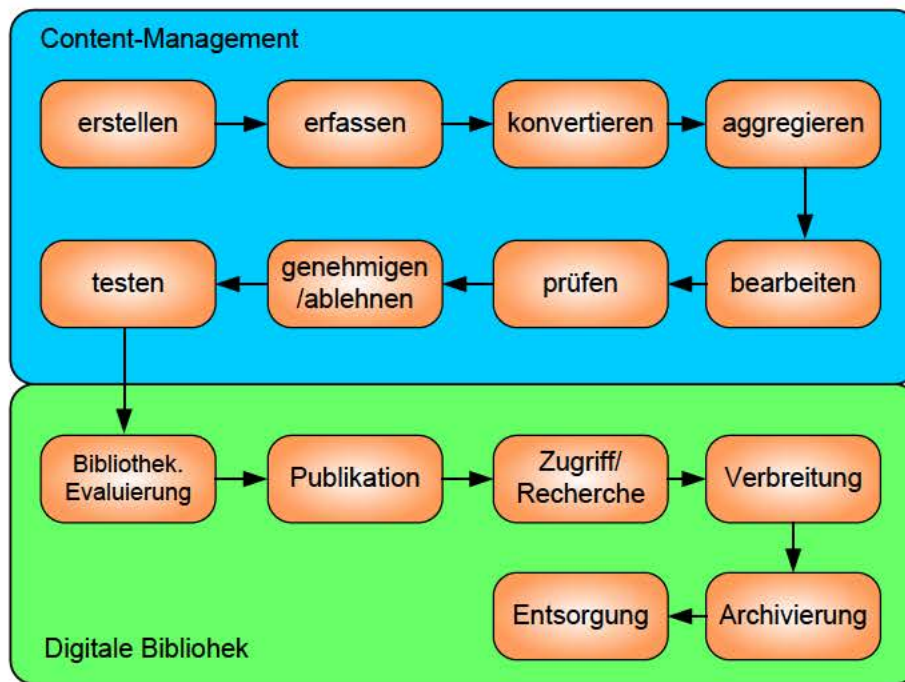 Content-Management
erstellen
erfassen
konvertieren
aggregieren
testen
genehmigen
/ablehnen
prüfen
bearbeiten
Bibliothek.
Evaluierung
Publikation
Zugriff/
Recherche
Verbreitung
Entsorgung
Archivierung
Digitale Bibliohek